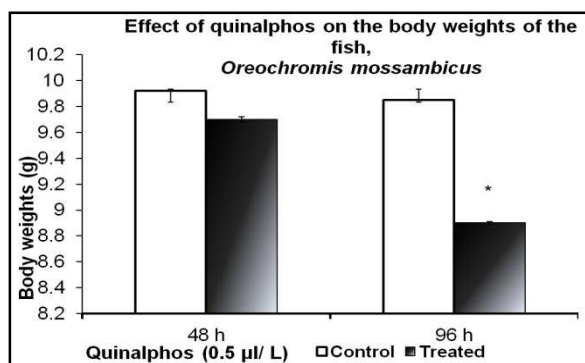 Effect of quinalphos on the body weights of the
fish,
Oreochromis mossambicus
Body weights (g)
10.2
10
9.8
9.6
9.4
9.2
9
8.8
8.6
8.4
8.2
*
48 h
96 h
Quinalphos (0.5 µl/ L)
Control
Treated